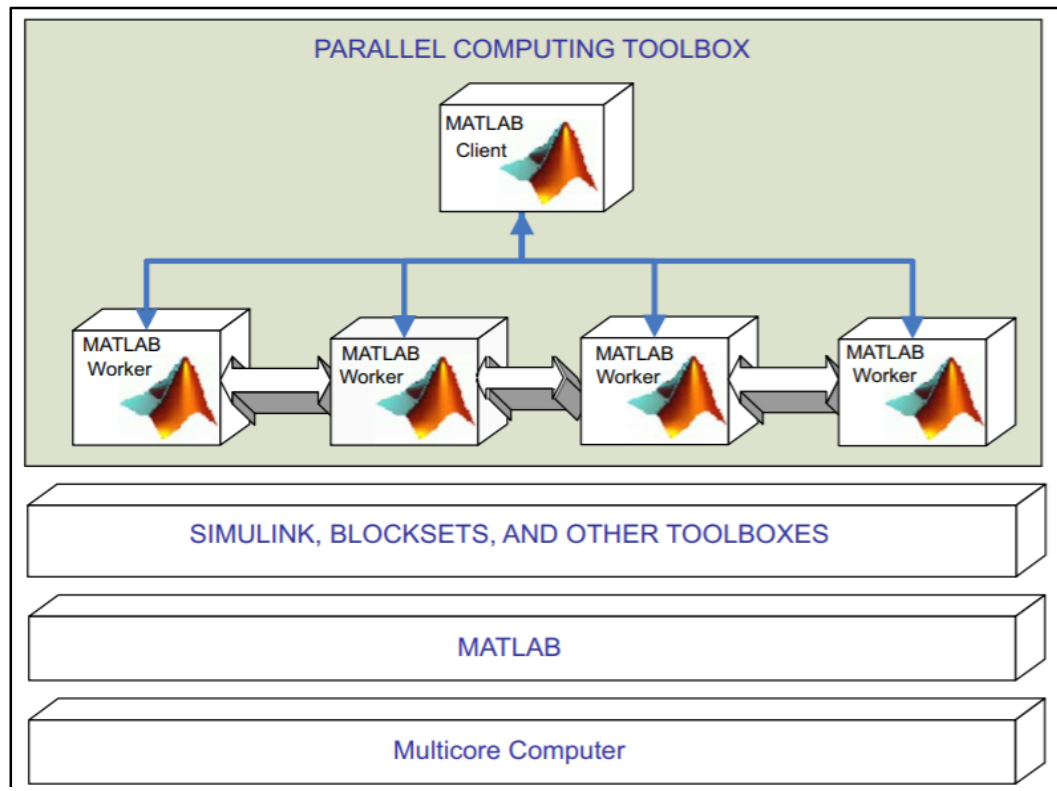 PARALLEL COMPUTING TOOLBOX
MATLAB
Client
MATLAB
Worker
MATLAB
Worker
MATLAB
Worker
MATLAB
Worker
SIMULINK, BLOCKSETS, AND OTHER TOOLBOXES
MATLAB
Multicore Computer